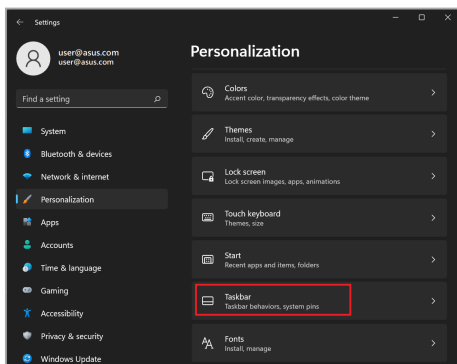 Settings
user@asus.com
user@asus.com
Find a setting
System
Bluetooth & devices
Network & internet
Personalization
Apps
Accounts
Time & language
Gaming
Accessibility
Privacy & security
Windows Update
Personalization
Colors
Accent color, transparency effects, color theme
Themes
Install, create, manage
Lock screen
Lock screen images, apps, animations
Touch keyboard
Themes, size
Start
Recent apps and items, folders
Taskbar
Taskbar behaviors, system pins
Fonts
Install, manage